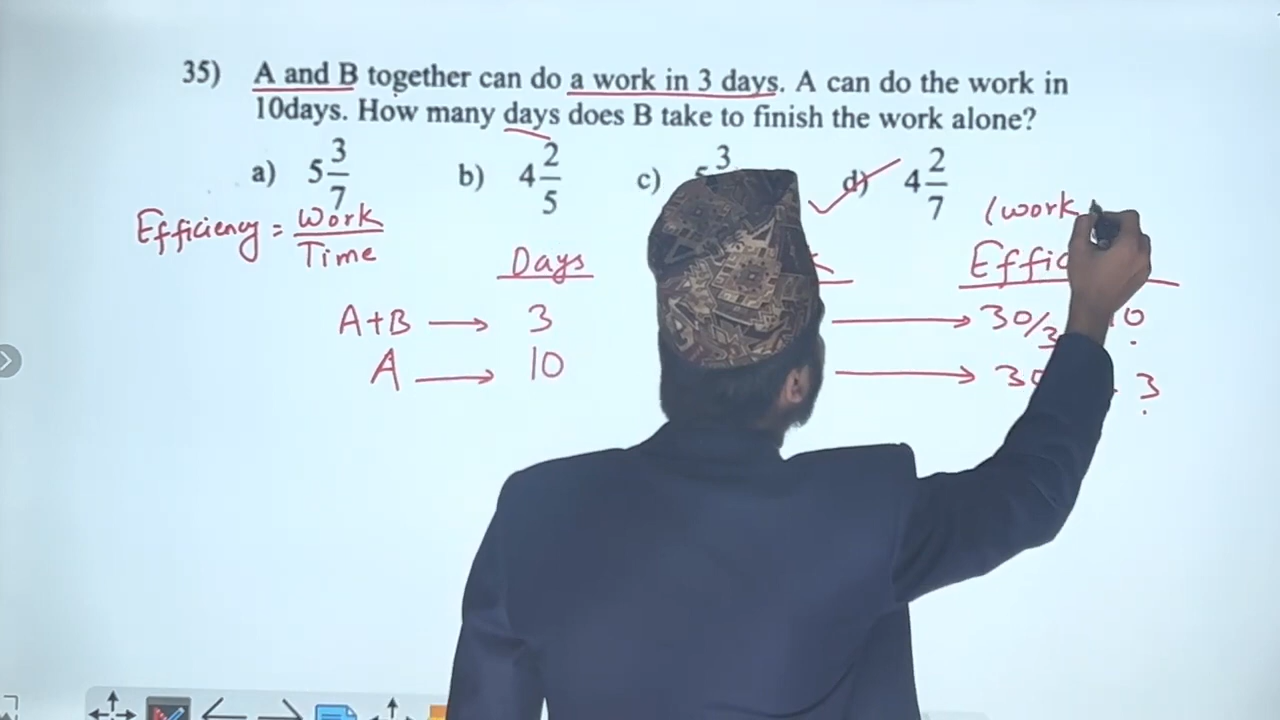 35) A and B together can do a work in 3 days. A can do the work in
10days. How many days does B take to finish the work alone?
a) 5 3/7 b) 4 2/5 c) 3 d) 4 2/7
Efficiency = Work/Time
(work
Days Effic
A+B → 3 → 30/3 10
A → 10 → 30 3